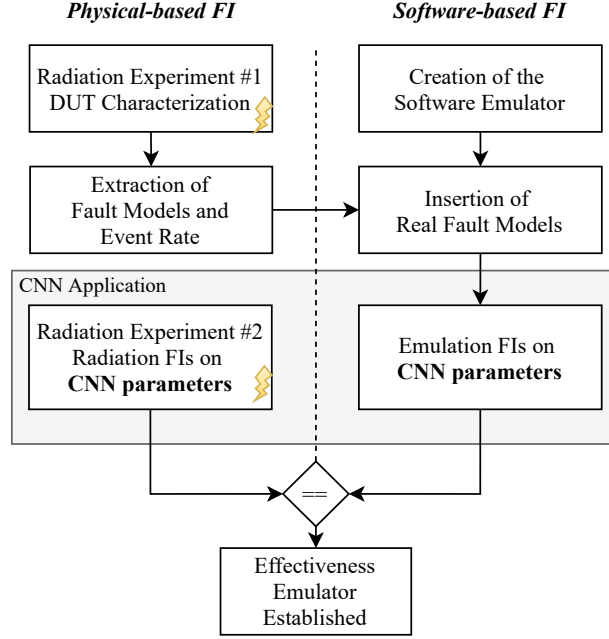 Physical-based FI
Software-based FI
Radiation Experiment #1
DUT Characterization
Creation of the
Software Emulator
Extraction of
Fault Models and
Event Rate
Insertion of
Real Fault Models
CNN Application
Radiation Experiment #2
Radiation FIs on
CNN parameters
Emulation FIs on
CNN parameters
==
Effectiveness
Emulator
Established